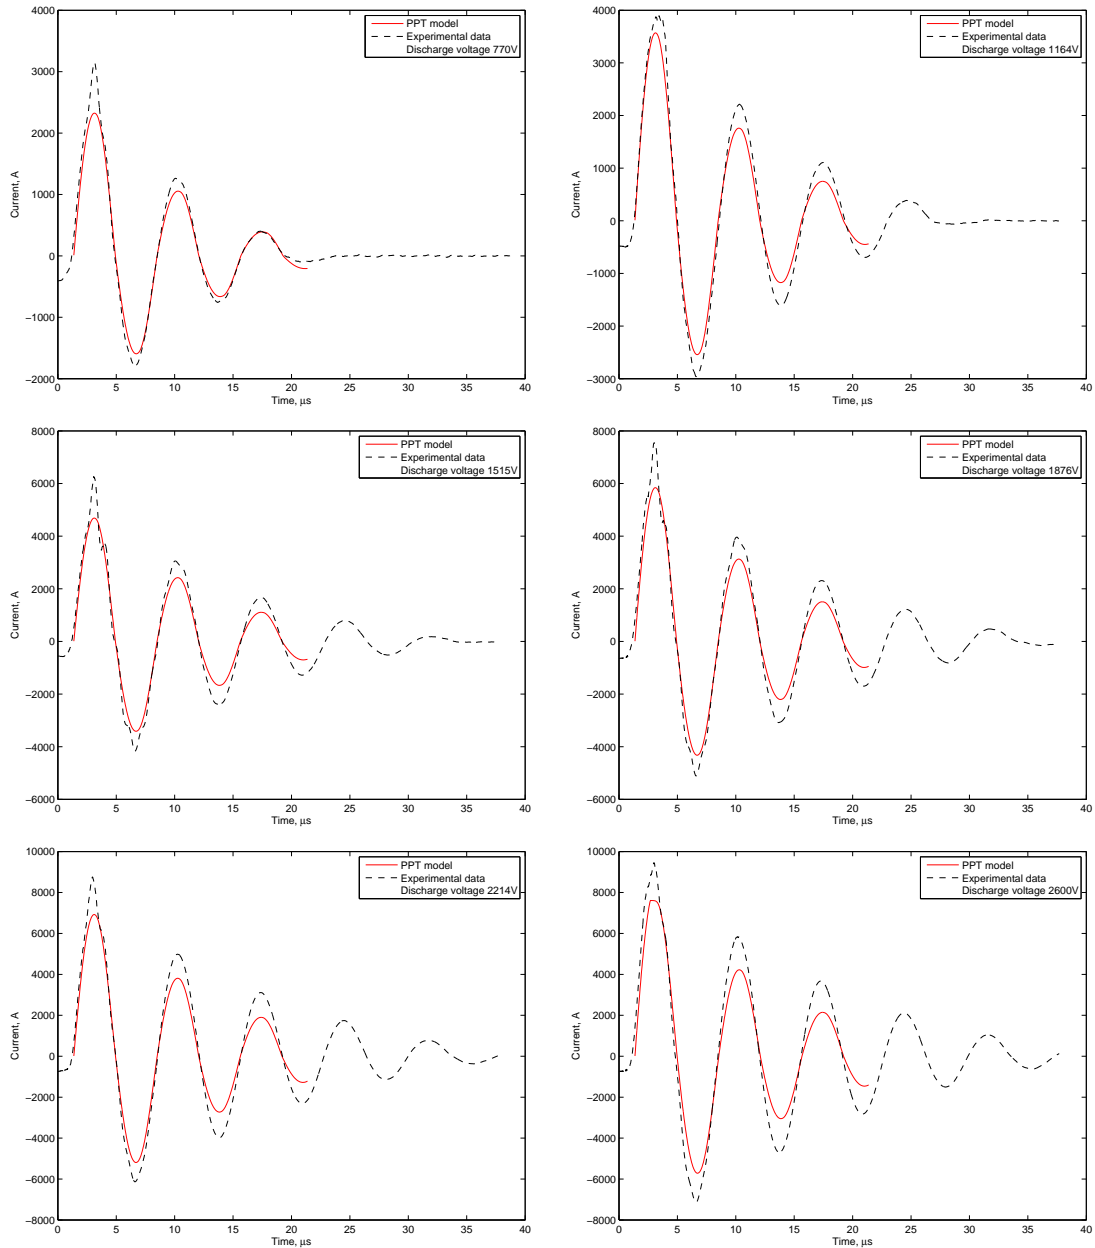 4000
3000
2000
1000
0
−1000
−2000
0 5 10 15 20 25 30 35 40
Time, μs
Current, A
PPT model
Experimental data
Discharge voltage 770V
4000
3000
2000
1000
0
−1000
−2000
−3000
0 5 10 15 20 25 30 35 40
Time, μs
Current, A
PPT model
Experimental data
Discharge voltage 1164V
8000
6000
4000
2000
0
−2000
−4000
−6000
0 5 10 15 20 25 30 35 40
Time, μs
Current, A
PPT model
Experimental data
Discharge voltage 1515V
8000
6000
4000
2000
0
−2000
−4000
−6000
0 5 10 15 20 25 30 35 40
Time, μs
Current, A
PPT model
Experimental data
Discharge voltage 1876V
10000
8000
6000
4000
2000
0
−2000
−4000
−6000
−8000
0 5 10 15 20 25 30 35 40
Time, μs
Current, A
PPT model
Experimental data
Discharge voltage 2214V
10000
8000
6000
4000
2000
0
−2000
−4000
−6000
−8000
0 5 10 15 20 25 30 35 40
Time, μs
Current, A
PPT model
Experimental data
Discharge voltage 2600V